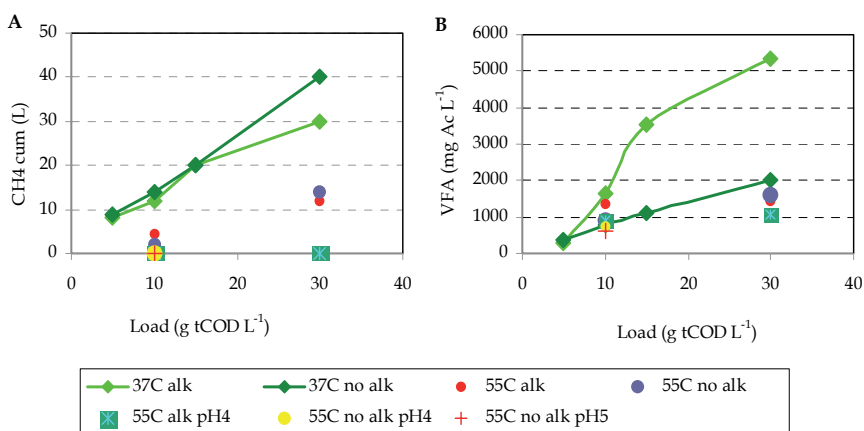 A
CH4 cum (L)
50
40
30
20
10
0
0 10 20 30 40
Load (g tCOD L-1)
B
VFA (mg Ac L-1)
6000
5000
4000
3000
2000
1000
0
0 10 20 30 40
Load (g tCOD L-1)
37C alk 37C no alk 55C alk 55C no alk
55C alk pH4 55C no alk pH4 55C no alk pH5